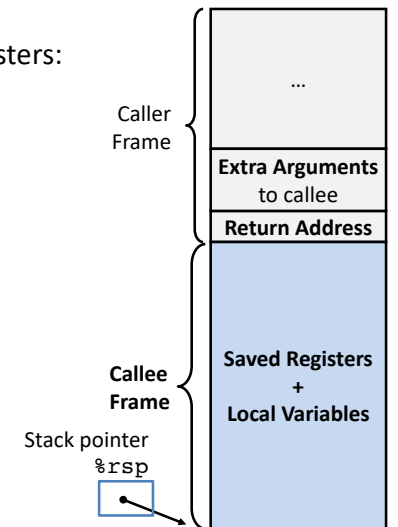 sters:
...
Caller
Frame
Extra Arguments
to callee
Return Address
Callee
Frame
Saved Registers
+
Local Variables
Stack pointer
%rsp